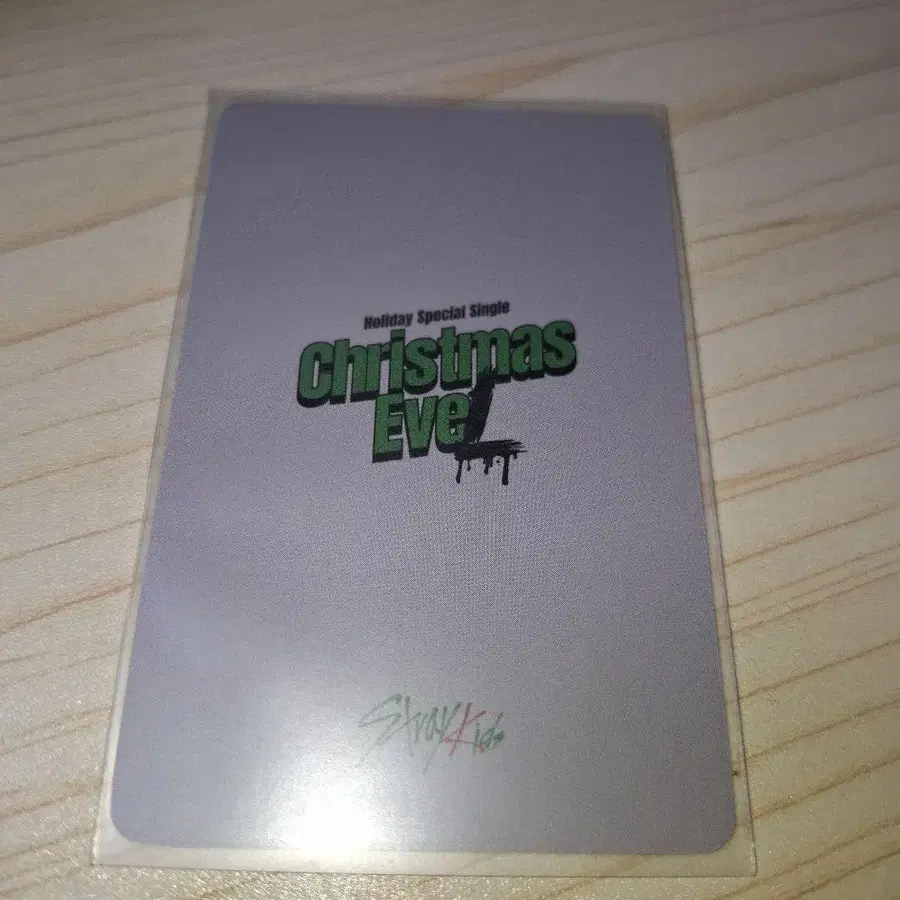 Holiday Special Single
Christmas
EveL
Stray Kids